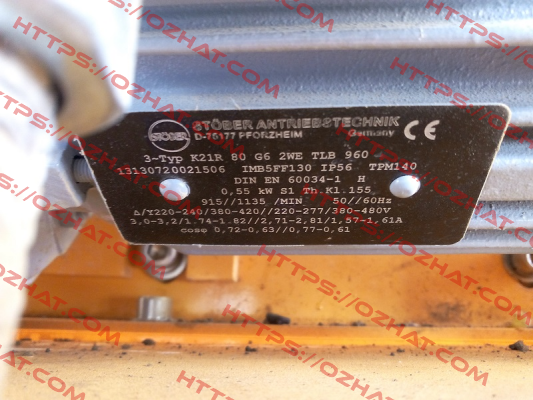 STÖBER
STÖBER ANTRIEBSTECHNIK
D-75177 PFORZHEIM Germany CE
3-TYP K21R 80 G6 2WE TLB 960
13130720021506 IMB5FF130 IP56 TPM140
DIN EN 60034-1 H
0,55 kW S1 Th.Kl.155
915//1135 /MIN 50//60Hz
Δ/Y220-240/380-420//220-277/380-480V
3,0-3,2/1.74-1.82//2,71-2,81/1,57-1,61A
cosφ 0,72-0,63//0,77-0,61
HTTPS://OZHAT.COM